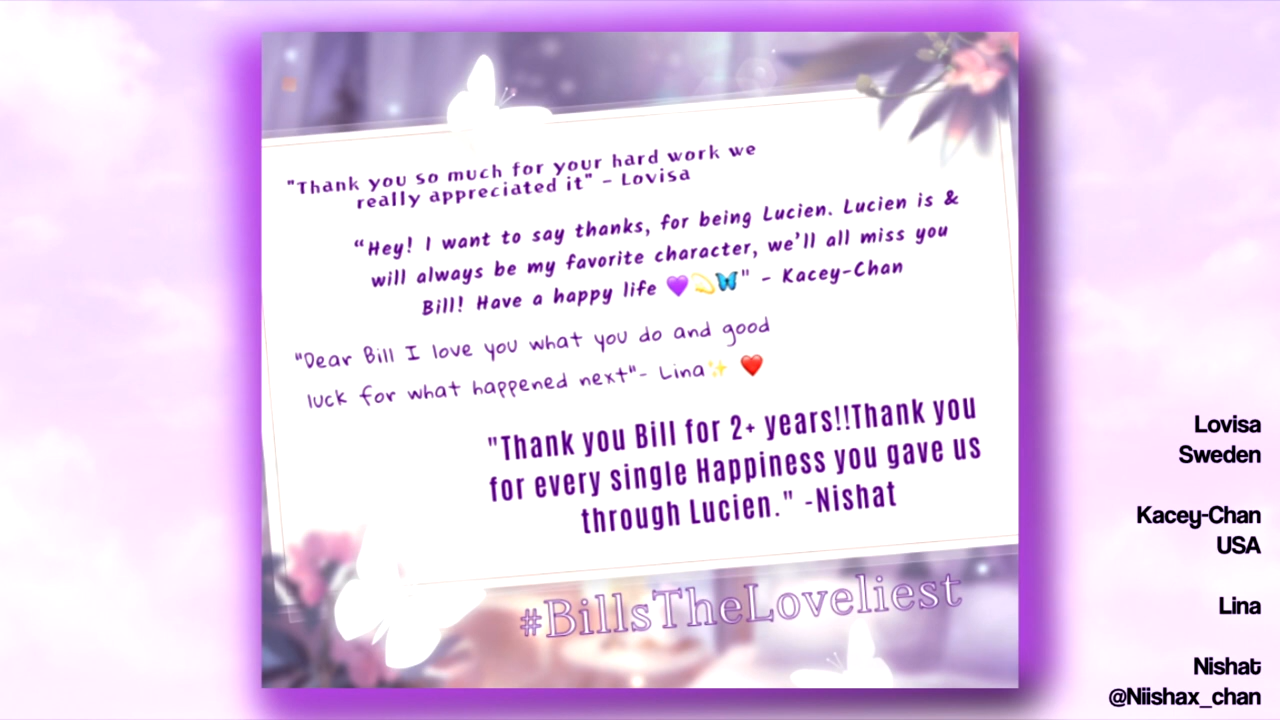 "Thank you so much for your hard work we
really appreciated it" - Lovisa
“Hey! I want to say thanks, for being Lucien. Lucien is &
will always be my favorite character, we’ll all miss you
Bill! Have a happy life 💜💫🦋" - Kacey-Chan
"Dear Bill I love you what you do and good
luck for what happened next"- Lina✨ ❤️
"Thank you Bill for 2+ years!!Thank you
for every single Happiness you gave us
through Lucien." -Nishat
#BillsTheLoveliest
Lovisa
Sweden
Kacey-Chan
USA
Lina
Nishat
@Niishax_chan